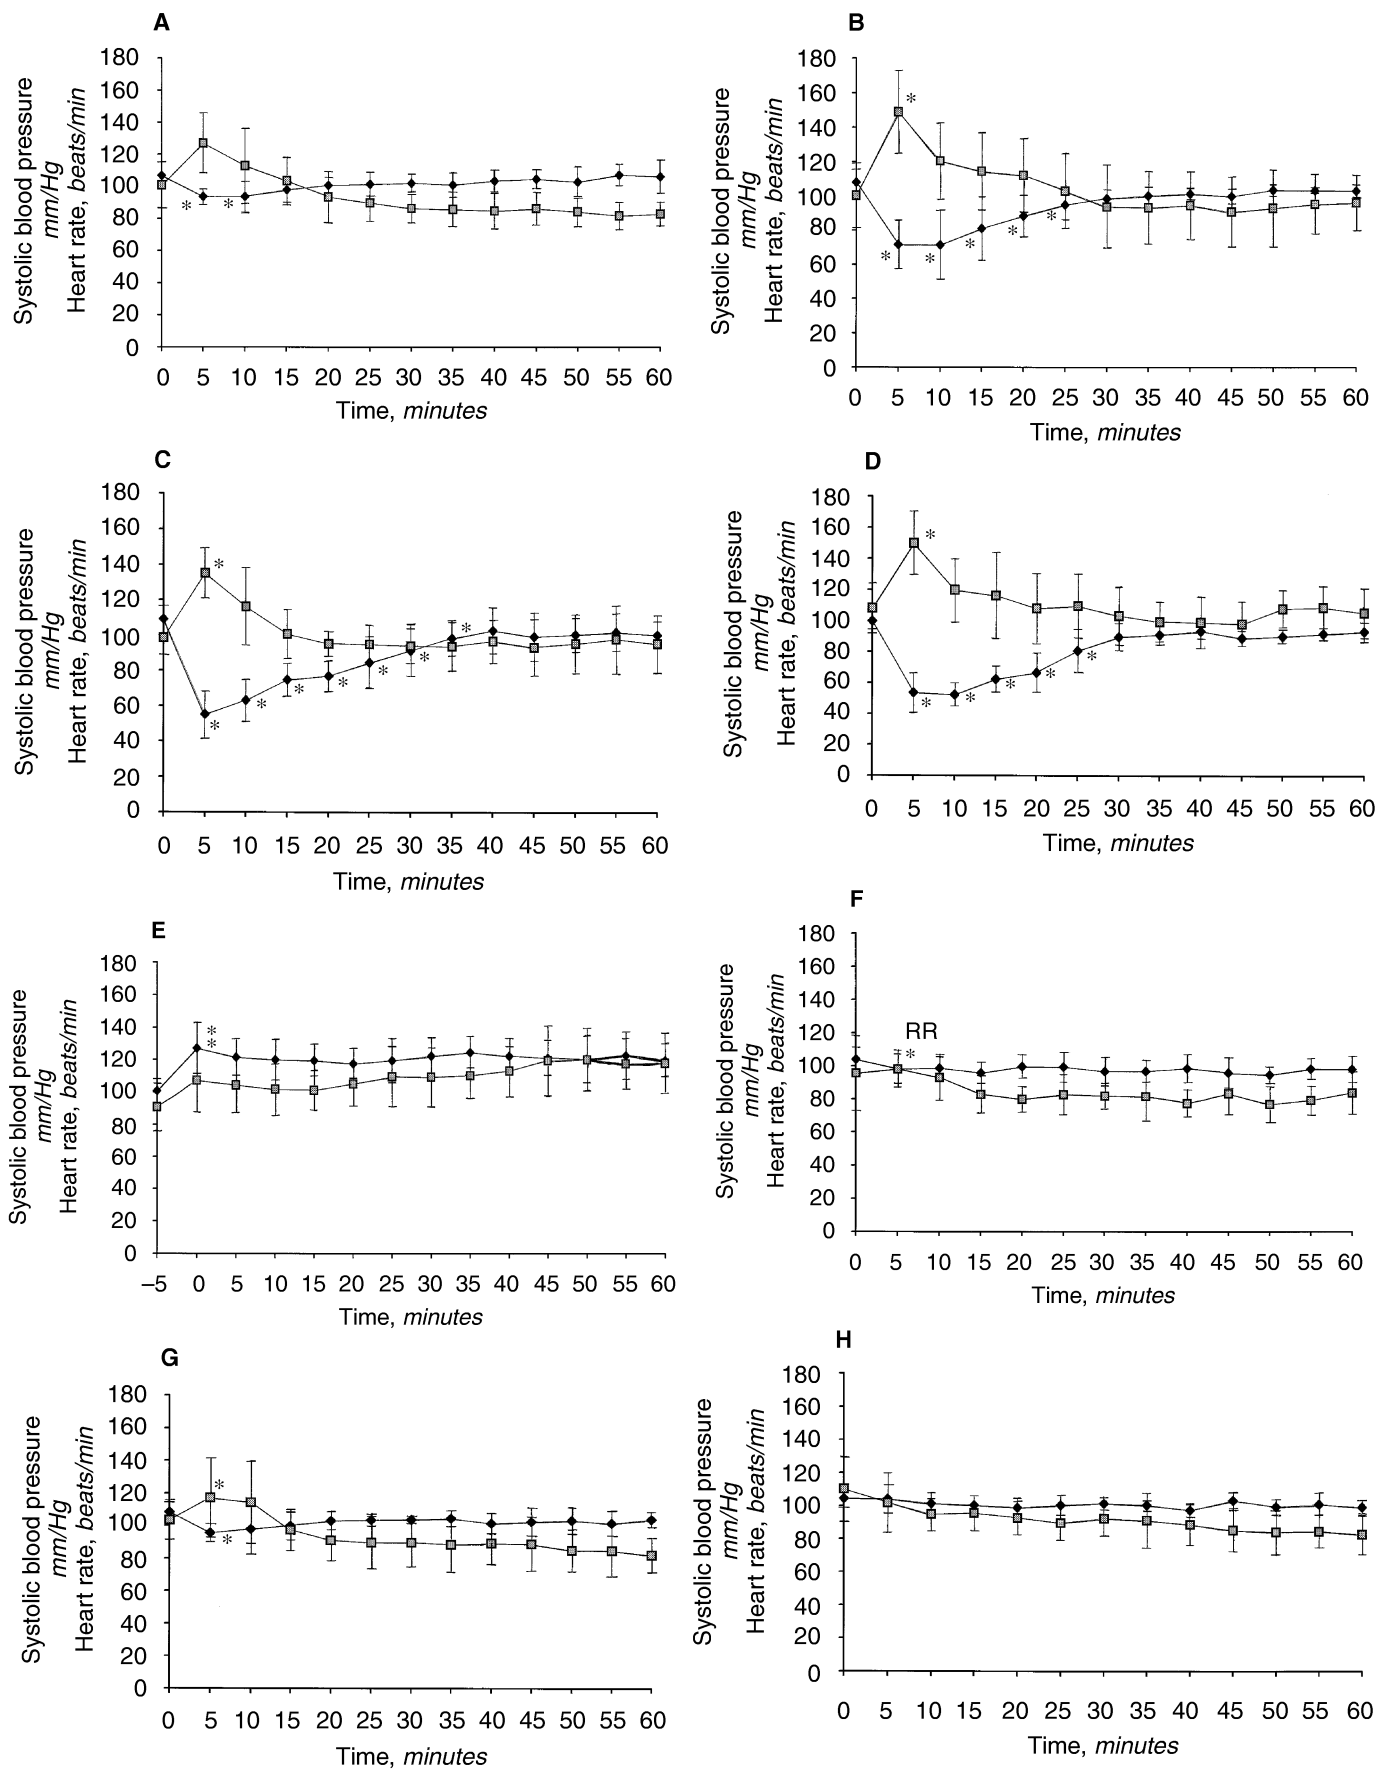 A
Systolic blood pressure
mm/Hg
Heart rate, beats/min
180
160
140
120
100
80
60
40
20
0
0 5 10 15 20 25 30 35 40 45 50 55 60
Time, minutes
* *
B
Systolic blood pressure
mm/Hg
Heart rate, beats/min
180
160
140
120
100
80
60
40
20
0
0 5 10 15 20 25 30 35 40 45 50 55 60
Time, minutes
*
* * * * *
C
Systolic blood pressure
mm/Hg
Heart rate, beats/min
180
160
140
120
100
80
60
40
20
0
0 5 10 15 20 25 30 35 40 45 50 55 60
Time, minutes
*
* * * * * * *
D
Systolic blood pressure
mm/Hg
Heart rate, beats/min
180
160
140
120
100
80
60
40
20
0
0 5 10 15 20 25 30 35 40 45 50 55 60
Time, minutes
*
* * * * *
E
Systolic blood pressure
mm/Hg
Heart rate, beats/min
180
160
140
120
100
80
60
40
20
0
–5 0 5 10 15 20 25 30 35 40 45 50 55 60
Time, minutes
*
*
F
Systolic blood pressure
mm/Hg
Heart rate, beats/min
180
160
140
120
100
80
60
40
20
0
0 5 10 15 20 25 30 35 40 45 50 55 60
Time, minutes
RR
*
G
Systolic blood pressure
mm/Hg
Heart rate, beats/min
180
160
140
120
100
80
60
40
20
0
0 5 10 15 20 25 30 35 40 45 50 55 60
Time, minutes
*
*
H
Systolic blood pressure
mm/Hg
Heart rate, beats/min
180
160
140
120
100
80
60
40
20
0
0 5 10 15 20 25 30 35 40 45 50 55 60
Time, minutes